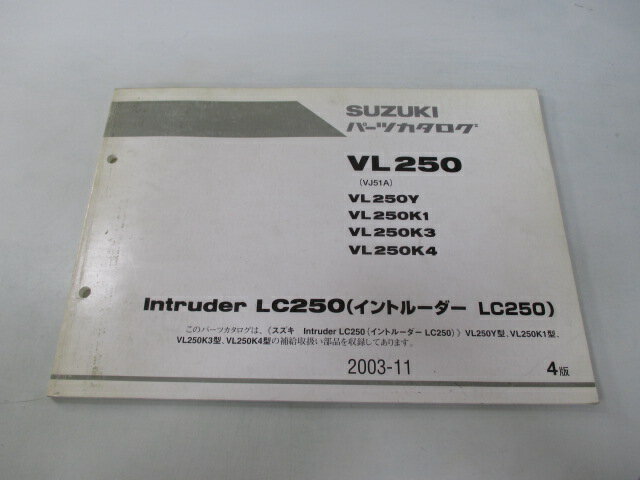 SUZUKI
パーツカタログ
VL250
(VJ51A)
VL250Y
VL250K1
VL250K3
VL250K4
Intruder LC250(イントルーダー LC250)
このパーツカタログは、(スズキ Intruder LC250(イントルーダー LC250)) VL250Y型、VL250K1型、
VL250K3型、VL250K4型の補給取扱い部品を収録してあります。
2003-11
4版